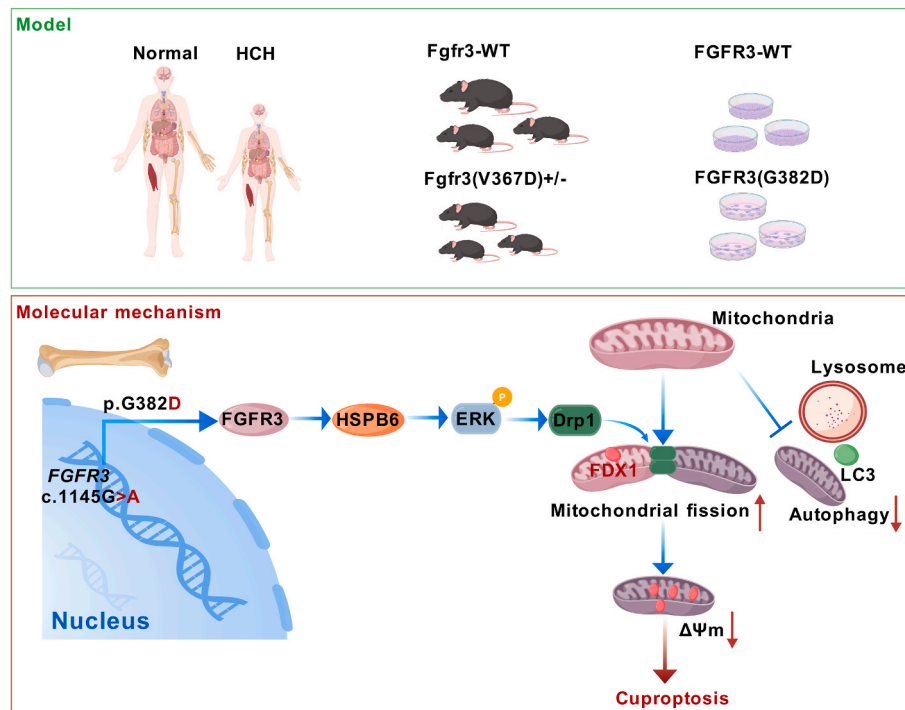 Model
Normal HCH
Fgfr3-WT
FGFR3-WT
Fgfr3(V367D)+/-
FGFR3(G382D)
Molecular mechanism
Mitochondria
Lysosome
p.G382D
P
FGFR3
HSPB6
ERK
Drp1
FGFR3
c.1145G>A
FDX1
LC3
Mitochondrial fission
Autophagy
Nucleus
ΔΨm
Cuproptosis